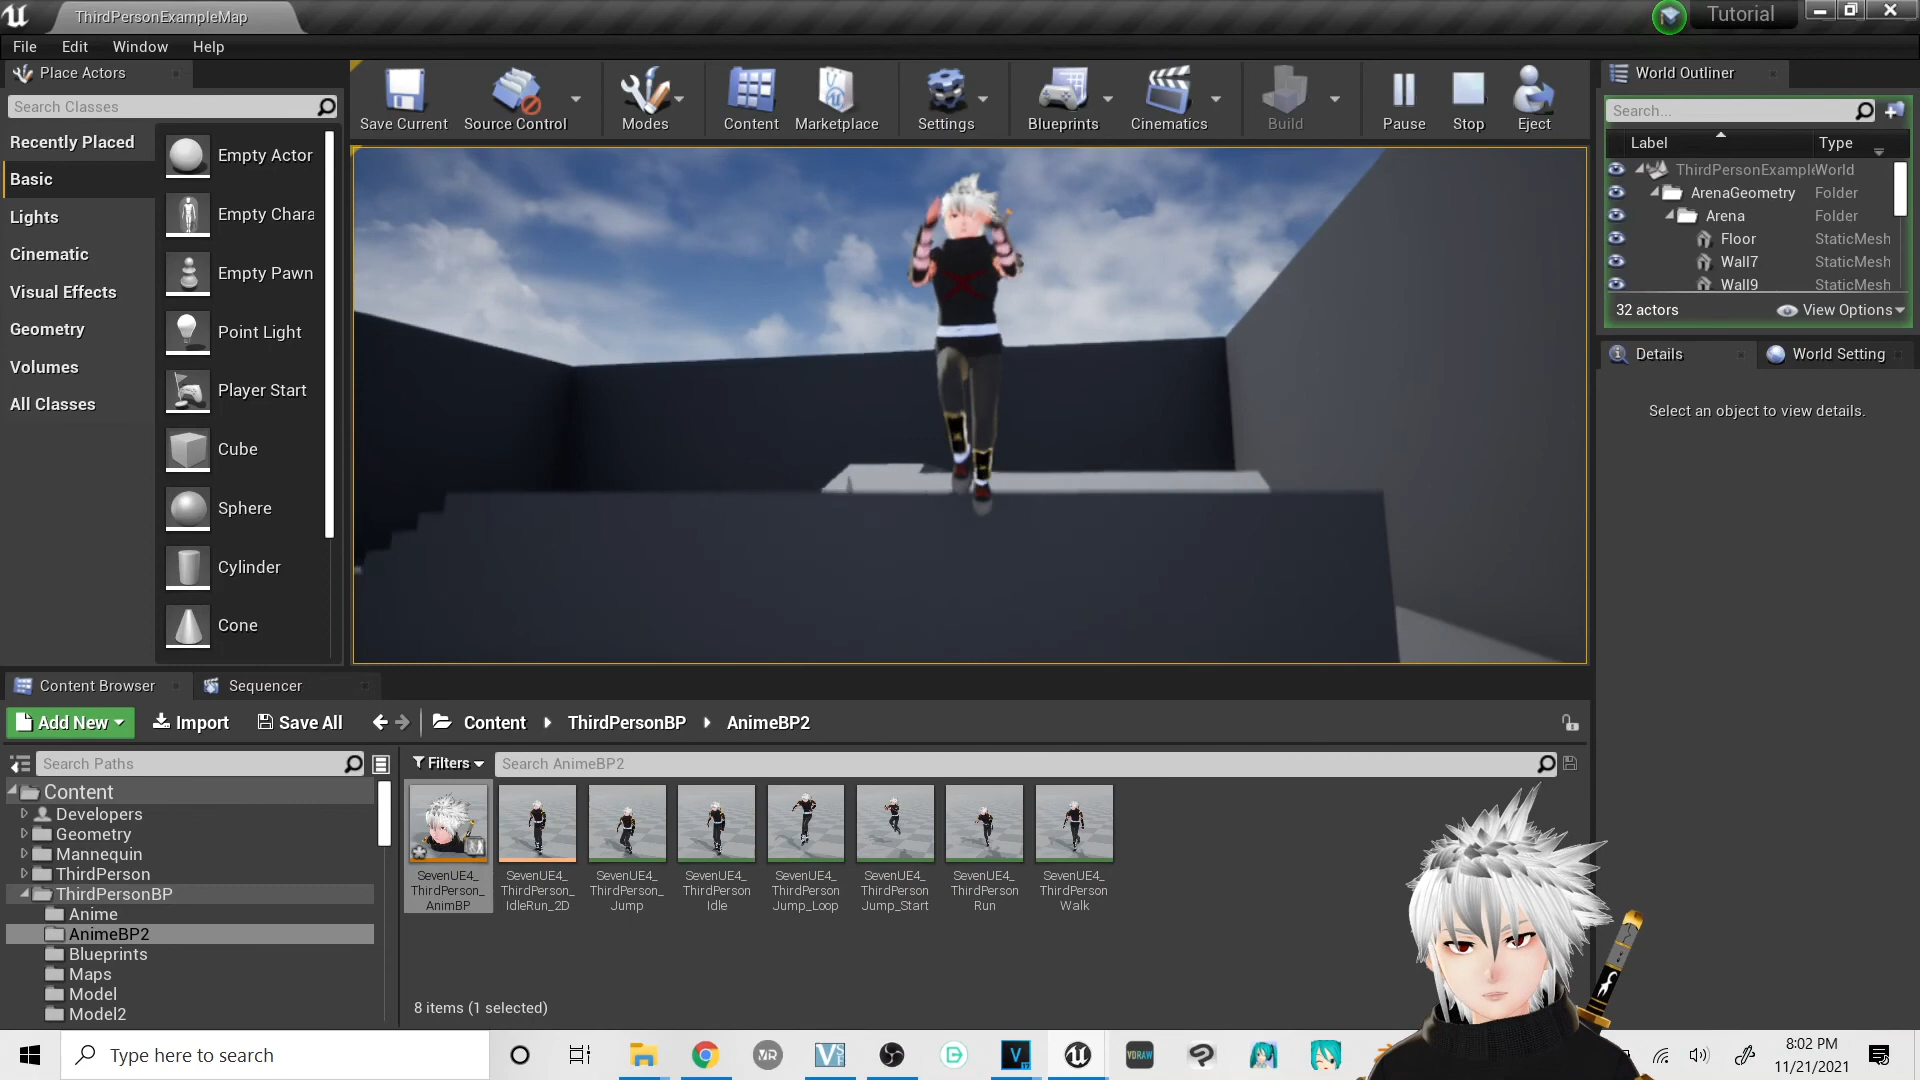 ThirdPersonExampleMap
Tutorial
File Edit Window Help
Place Actors
Search Classes
Recently Placed
Basic
Lights
Cinematic
Visual Effects
Geometry
Volumes
All Classes
Empty Actor
Empty Chara
Empty Pawn
Point Light
Player Start
Cube
Sphere
Cylinder
Cone
Save Current Source Control Modes Content Marketplace Settings Blueprints Cinematics Build Pause Stop Eject
World Outliner
Search...
Label Type
ThirdPersonExample World
ArenaGeometry Folder
Arena Folder
Floor StaticMesh
Wall7 StaticMesh
Wall9 StaticMesh
32 actors View Options
Details World Setting
Select an object to view details.
Content Browser Sequencer
Add New Import Save All Content ThirdPersonBP AnimeBP2
Search Paths
Filters Search AnimeBP2
Content
Developers
Geometry
Mannequin
ThirdPerson
ThirdPersonBP
Anime
AnimeBP2
Blueprints
Maps
Model
Model2
SevenUE4_
ThirdPerson_
AnimBP
SevenUE4_
ThirdPerson_
IdleRun_2D
SevenUE4_
ThirdPerson_
Jump
SevenUE4_
ThirdPerson
Idle
SevenUE4_
ThirdPerson
Jump_Loop
SevenUE4_
ThirdPerson
Jump_Start
SevenUE4_
ThirdPerson
Run
SevenUE4_
ThirdPerson
Walk
8 items (1 selected)
Type here to search
VR
V
VDRAW
8:02 PM
11/21/2021